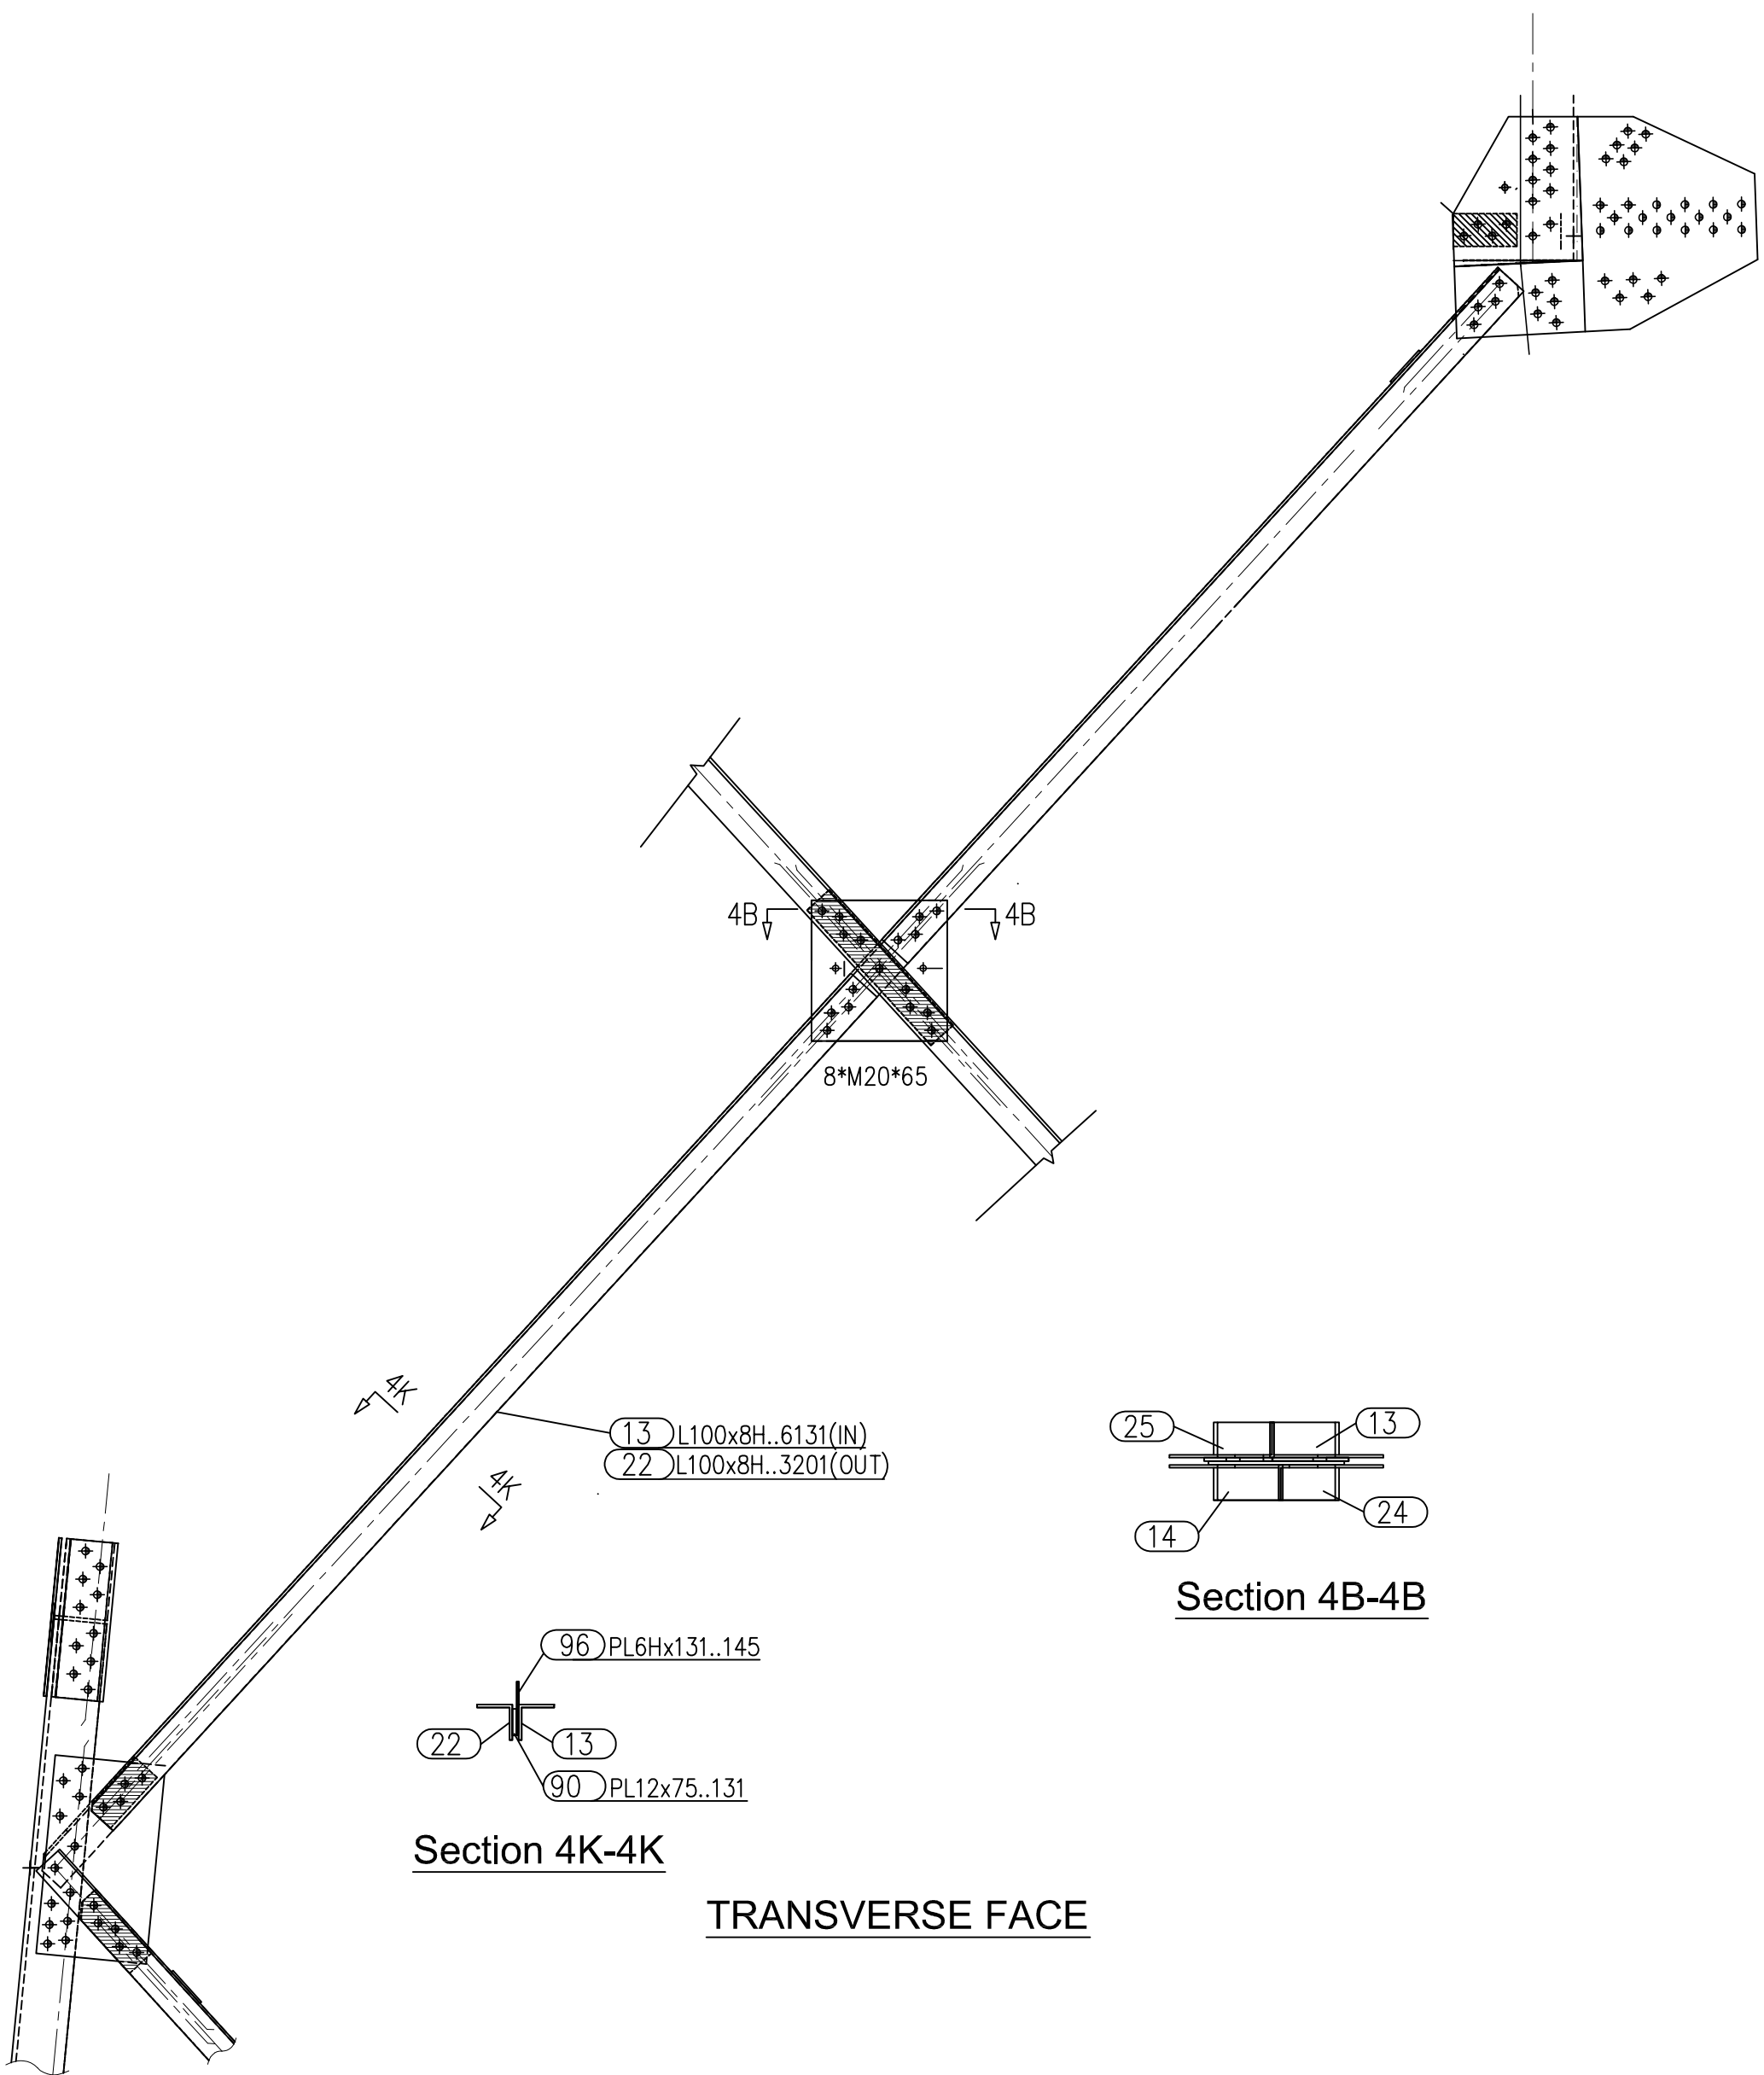 4B 4B
8*M20*65
4K
13 L100x8H..6131(IN)
22 L100x8H..3201(OUT)
4K
25 13
14 24
Section 4B-4B
96 PL6Hx131..145
22 13
90 PL12x75..131
Section 4K-4K
TRANSVERSE FACE